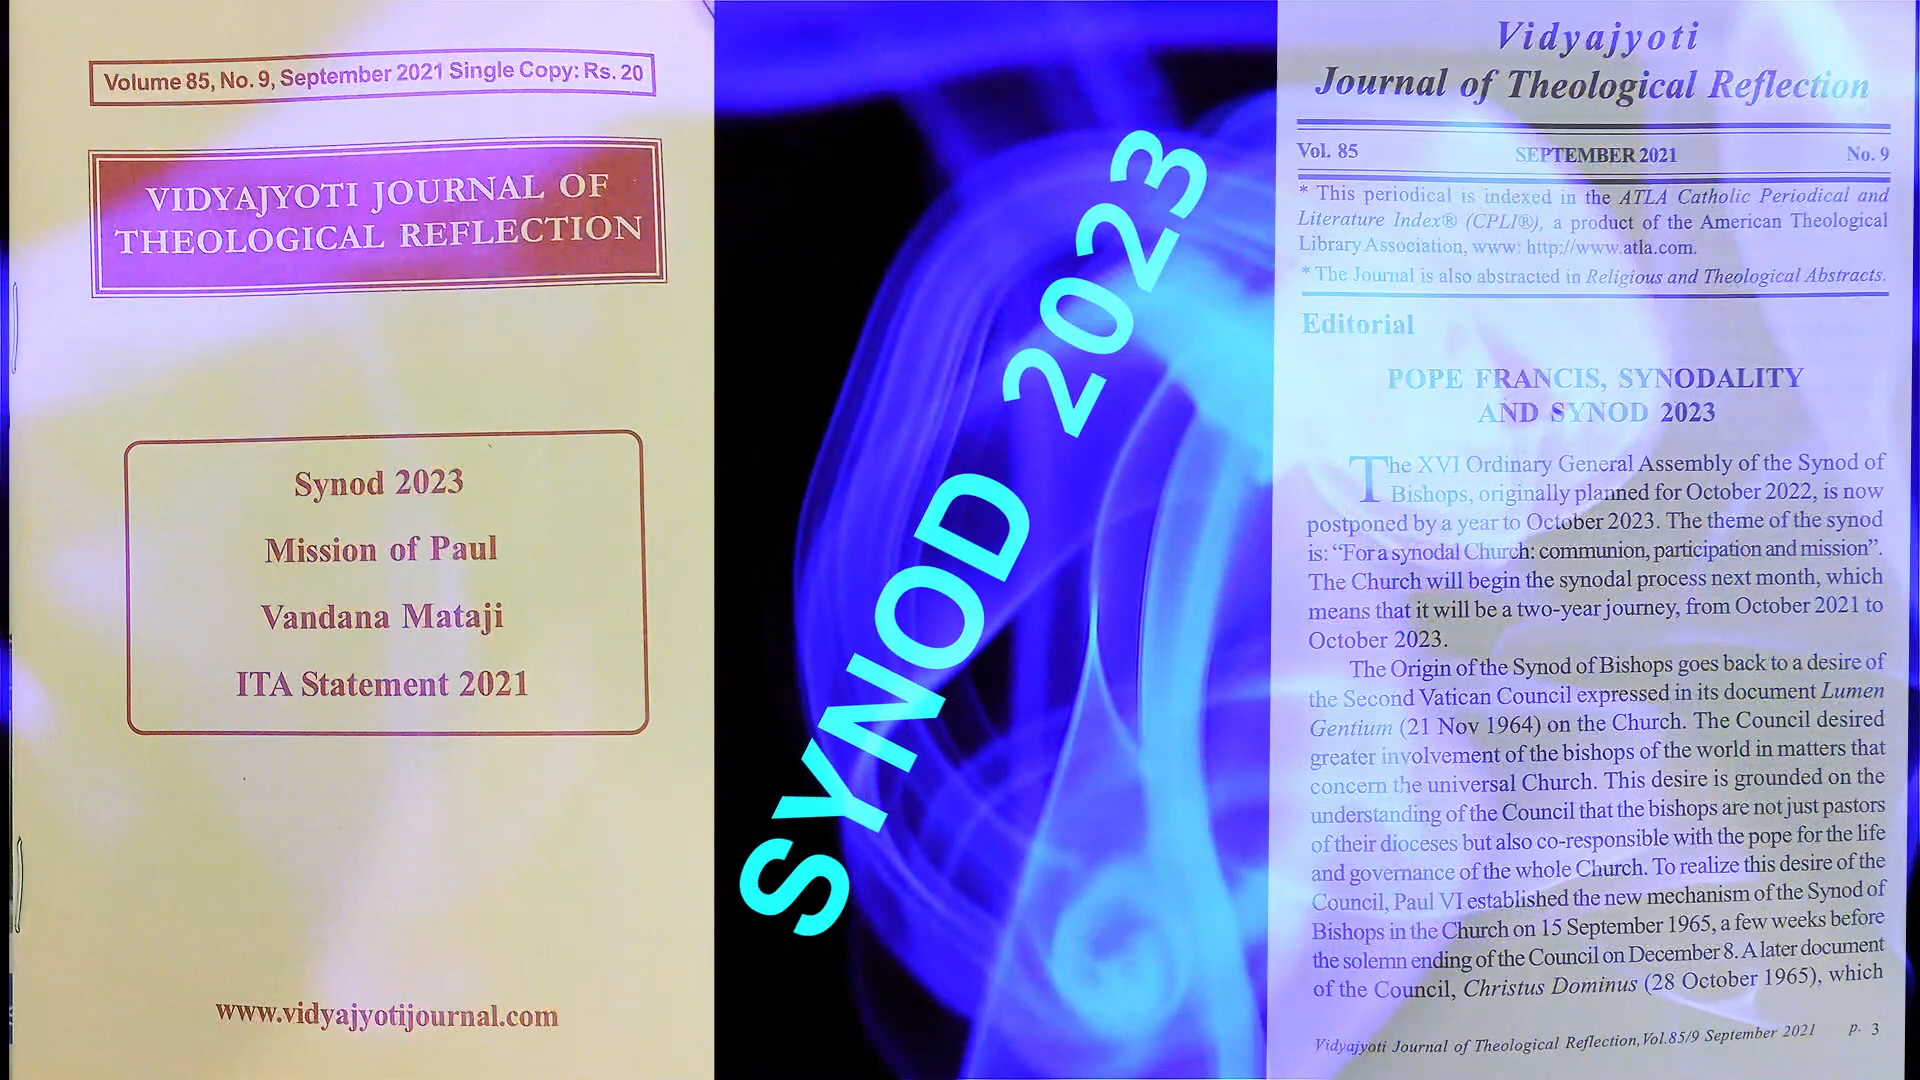 Volume 85, No. 9, September 2021 Single Copy: Rs. 20
VIDYAJYOTI JOURNAL OF
THEOLOGICAL REFLECTION
Synod 2023
Mission of Paul
Vandana Mataji
ITA Statement 2021
www.vidyajyotijournal.com
SYNOD 2023
Vidyajyoti
Journal of Theological Reflection
Vol. 85 SEPTEMBER 2021 No. 9
* This periodical is indexed in the ATLA Catholic Periodical and
Literature Index® (CPLI®), a product of the American Theological
Library Association, www: http://www.atla.com.
* The Journal is also abstracted in Religious and Theological Abstracts.
Editorial
POPE FRANCIS, SYNODALITY
AND SYNOD 2023
The XVI Ordinary General Assembly of the Synod of
Bishops, originally planned for October 2022, is now
postponed by a year to October 2023. The theme of the synod
is: “For a synodal Church: communion, participation and mission”.
The Church will begin the synodal process next month, which
means that it will be a two-year journey, from October 2021 to
October 2023.
The Origin of the Synod of Bishops goes back to a desire of
the Second Vatican Council expressed in its document Lumen
Gentium (21 Nov 1964) on the Church. The Council desired
greater involvement of the bishops of the world in matters that
concern the universal Church. This desire is grounded on the
understanding of the Council that the bishops are not just pastors
of their dioceses but also co-responsible with the pope for the life
and governance of the whole Church. To realize this desire of the
Council, Paul VI established the new mechanism of the Synod of
Bishops in the Church on 15 September 1965, a few weeks before
the solemn ending of the Council on December 8. A later document
of the Council, Christus Dominus (28 October 1965), which
Vidyajyoti Journal of Theological Reflection, Vol.85/9 September 2021 p. 3